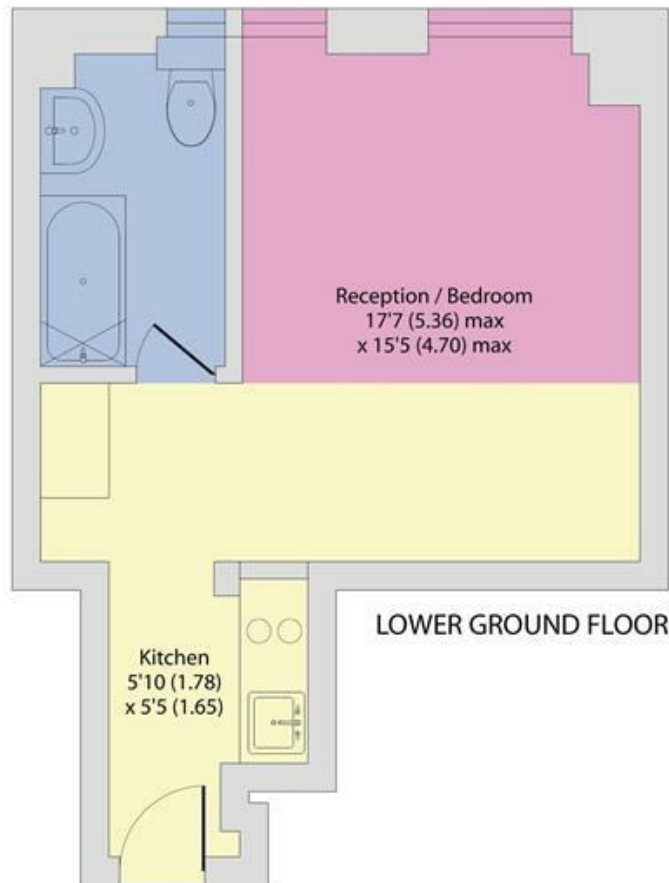 Reception / Bedroom
17'7 (5.36) max
x 15'5 (4.70) max
LOWER GROUND FLOOR
Kitchen
5'10 (1.78)
x 5'5 (1.65)